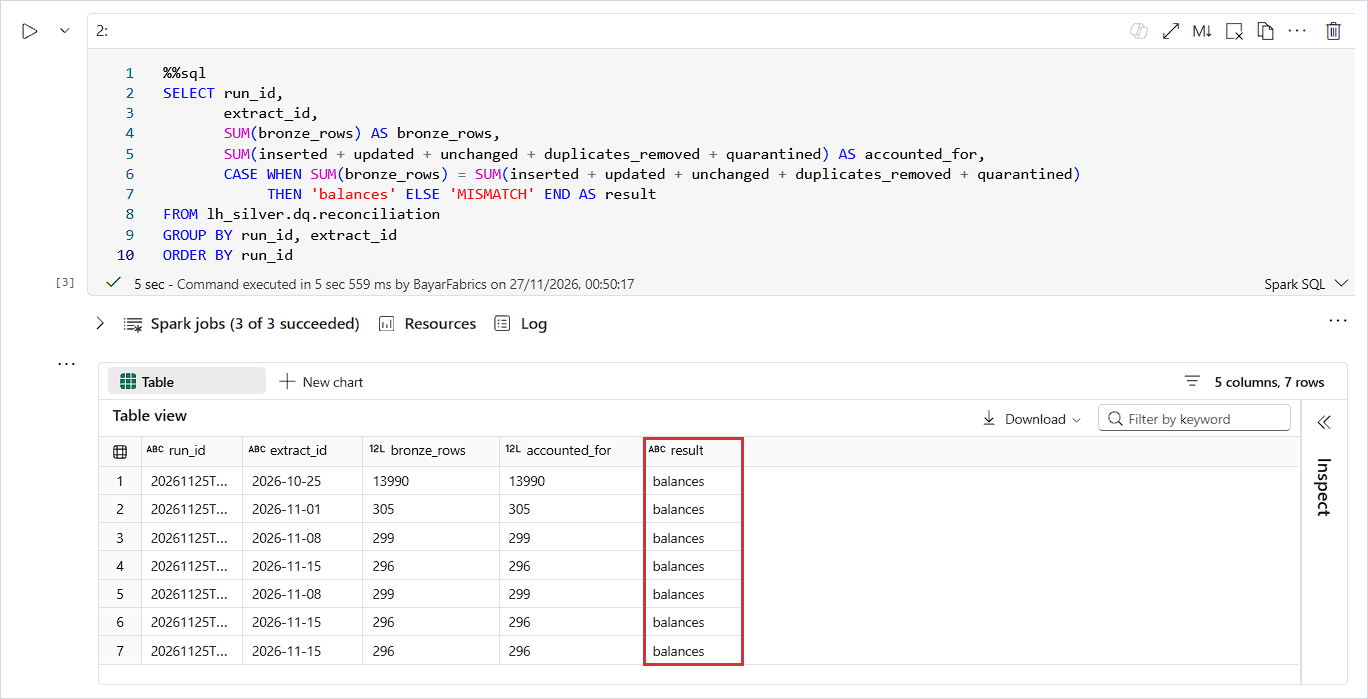 2:
M↓
1 %%sql
2 SELECT run_id,
3 extract_id,
4 SUM(bronze_rows) AS bronze_rows,
5 SUM(inserted + updated + unchanged + duplicates_removed + quarantined) AS accounted_for,
6 CASE WHEN SUM(bronze_rows) = SUM(inserted + updated + unchanged + duplicates_removed + quarantined)
7 THEN 'balances' ELSE 'MISMATCH' END AS result
8 FROM lh_silver.dq.reconciliation
9 GROUP BY run_id, extract_id
10 ORDER BY run_id
[3] 5 sec - Command executed in 5 sec 559 ms by BayarFabrics on 27/11/2026, 00:50:17 Spark SQL
Spark jobs (3 of 3 succeeded) Resources Log
Table New chart 5 columns, 7 rows
Table view Download Filter by keyword
ABC run_id ABC extract_id 12L bronze_rows 12L accounted_for ABC result
1 20261125T... 2026-10-25 13990 13990 balances
2 20261125T... 2026-11-01 305 305 balances
3 20261125T... 2026-11-08 299 299 balances
4 20261125T... 2026-11-15 296 296 balances
5 20261125T... 2026-11-08 299 299 balances
6 20261125T... 2026-11-15 296 296 balances
7 20261125T... 2026-11-15 296 296 balances
Inspect